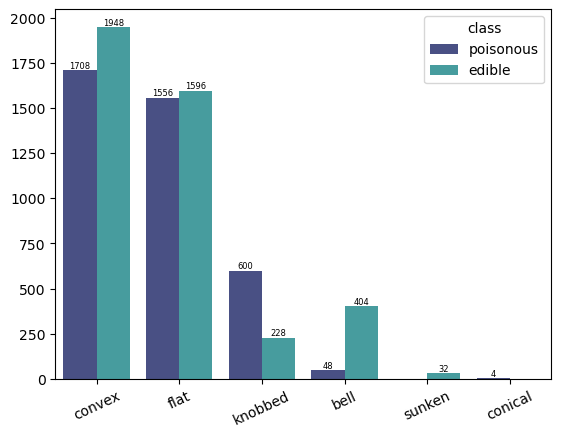 2000
1750
1500
1250
1000
750
500
250
0
class
poisonous
edible
1708
1948
1556
1596
600
228
48
404
32
4
convex
flat
knobbed
bell
sunken
conical